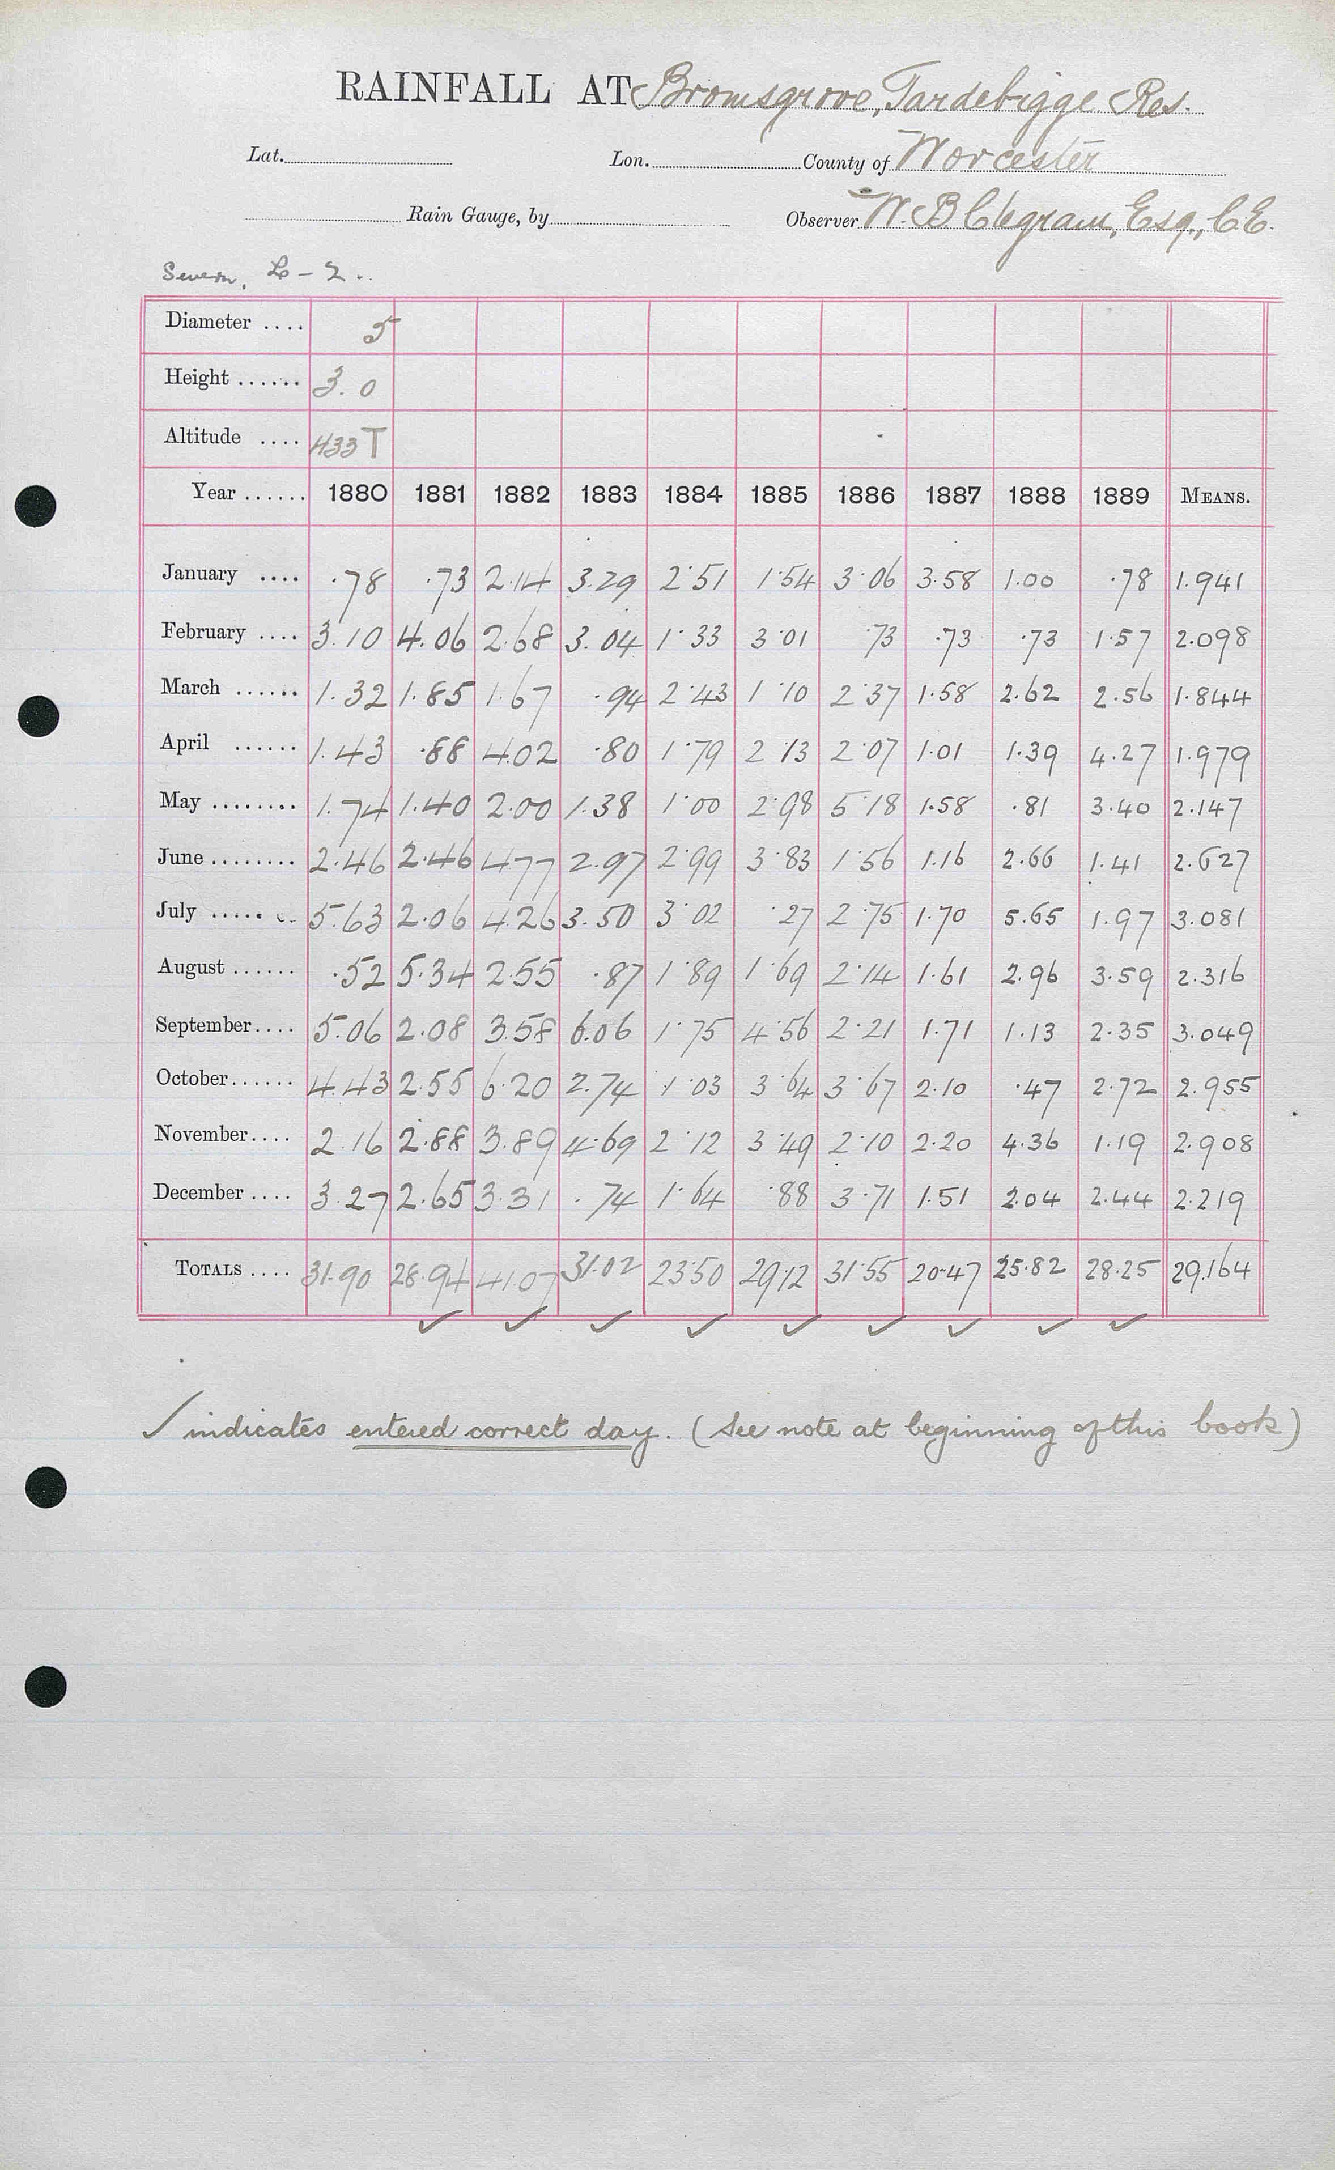 RAINFALL AT Bromsgrove, Tardebigge Res.
Lat. Lon. County of Worcester
Rain Gauge, by Observer W. B. Clegram, Esq., C.E.
Severn, L - 2..
Diameter .... 5
Height ...... 3.0
Altitude .... 433 T
Year ...... 1880 1881 1882 1883 1884 1885 1886 1887 1888 1889 MEANS.
January .... .78 .73 2.14 3.29 2.51 1.54 3.06 3.58 1.00 .78 1.941
February .... 3.10 4.06 2.68 3.04 1.33 3.01 .73 .73 .73 1.57 2.098
March ...... 1.32 1.85 1.67 .94 2.43 1.10 2.37 1.58 2.62 2.56 1.844
April ...... 1.43 .88 4.02 .80 1.79 2.13 2.07 1.01 1.39 4.27 1.979
May ........ 1.74 1.40 2.00 1.38 1.00 2.98 5.18 1.58 .81 3.40 2.147
June ........ 2.46 2.46 4.77 2.97 2.99 3.83 1.56 1.16 2.66 1.41 2.627
July ........ 5.63 2.06 4.26 3.50 3.02 .27 2.75 1.70 5.65 1.97 3.081
August ...... .52 5.34 2.55 .87 1.89 1.69 2.14 1.61 2.96 3.59 2.316
September .... 5.06 2.08 3.58 6.06 1.75 4.56 2.21 1.71 1.13 2.35 3.049
October ...... 4.43 2.55 6.20 2.74 1.03 3.64 3.67 2.10 .47 2.72 2.955
November .... 2.16 2.88 3.89 4.69 2.12 3.49 2.10 2.20 4.36 1.19 2.908
December .... 3.27 2.65 3.31 .74 1.64 .88 3.71 1.51 2.04 2.44 2.219
TOTALS .... 31.90 28.94 41.07 31.02 23.50 29.12 31.55 20.47 25.82 28.25 29.164
✓ ✓ ✓ ✓ ✓ ✓ ✓ ✓ ✓
✓ indicates entered correct day. (See note at beginning of this book)